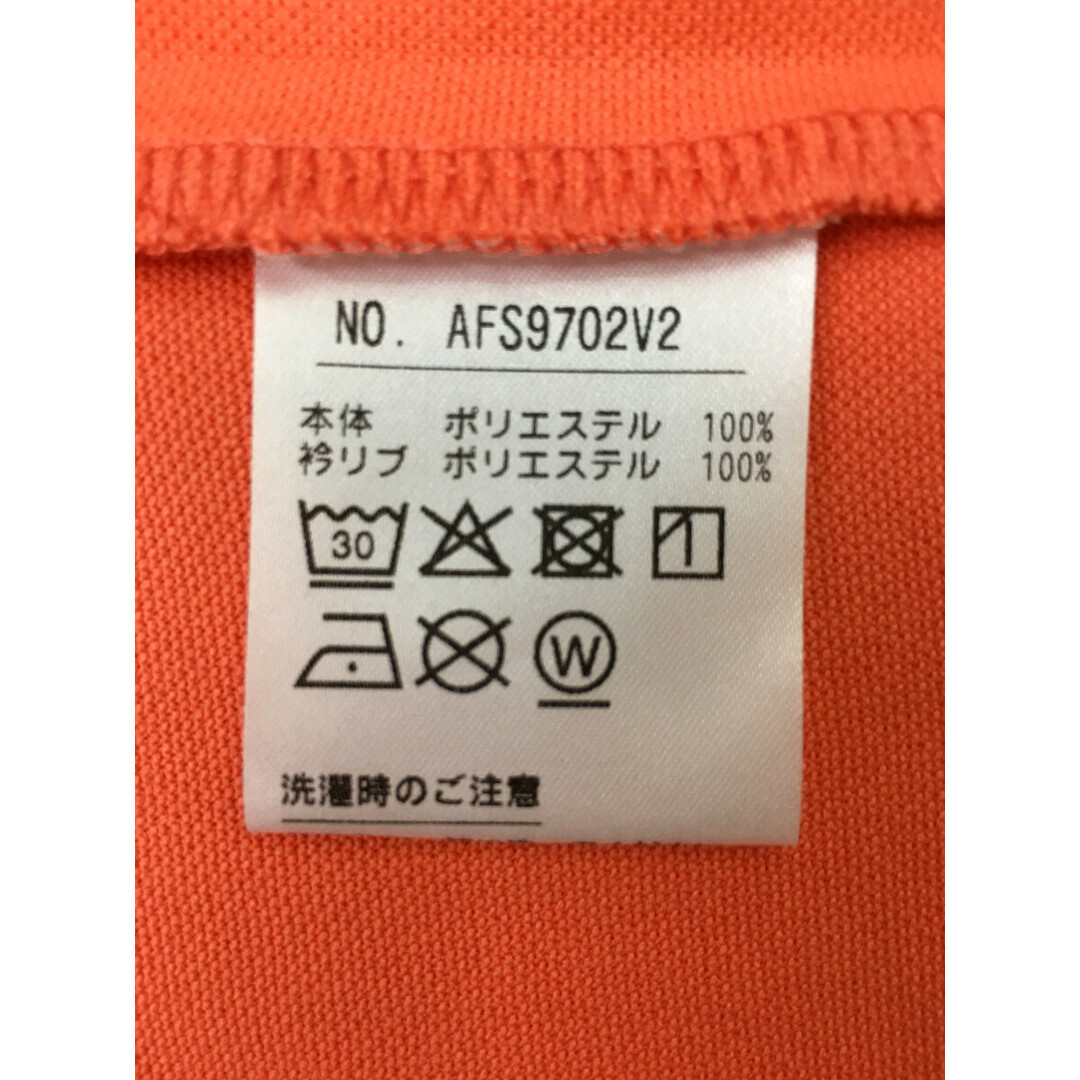 NO. AFS9702V2
本体 ポリエステル 100%
衿リブ ポリエステル 100%
30
W
洗濯時のご注意